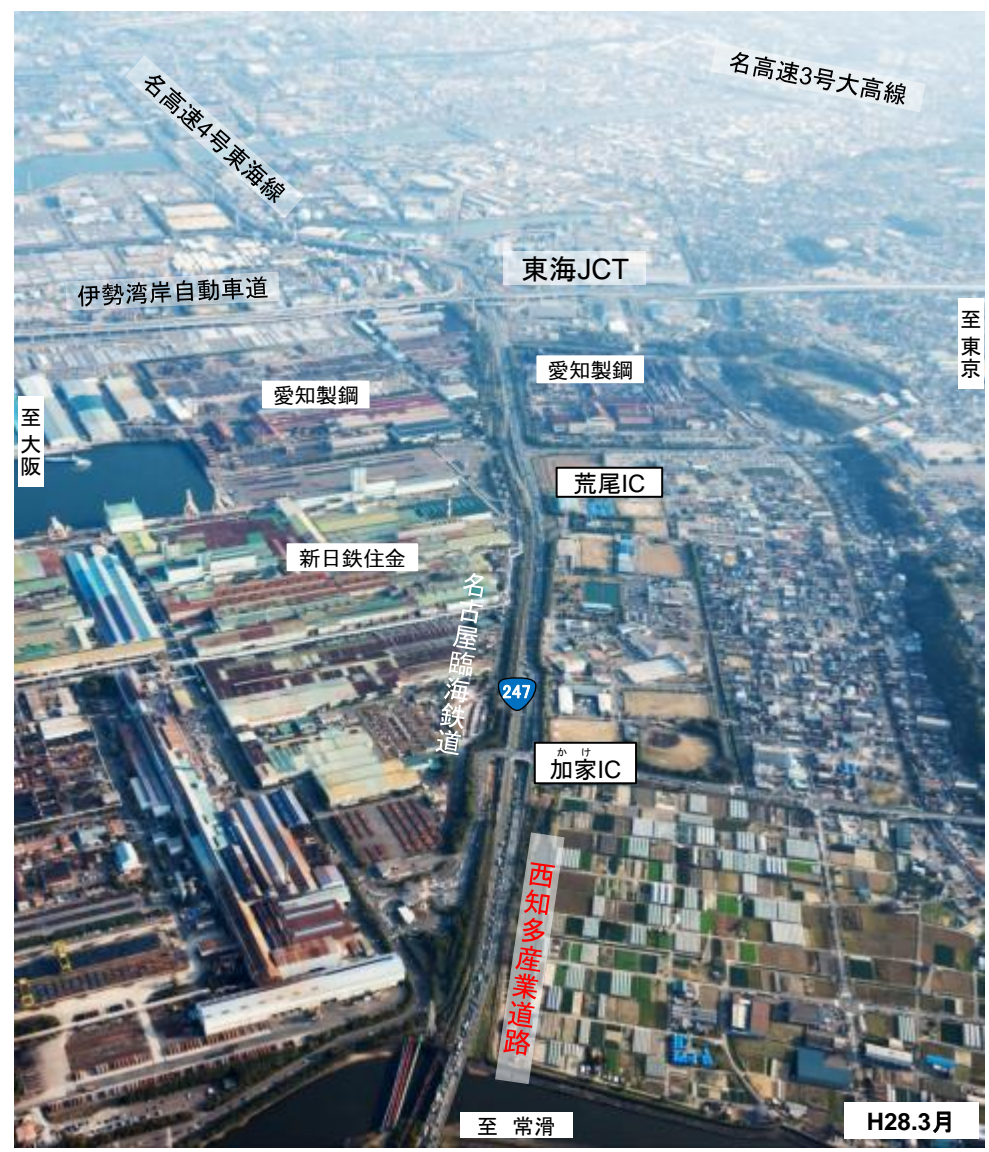 名高速3号大高線
名高速4号東海線
東海JCT
伊勢湾岸自動車道
至東京
愛知製鋼
愛知製鋼
至大阪
荒尾IC
新日鉄住金
名古屋臨海鉄道
247
かけ
加家IC
西知多産業道路
至 常滑
H28.3月